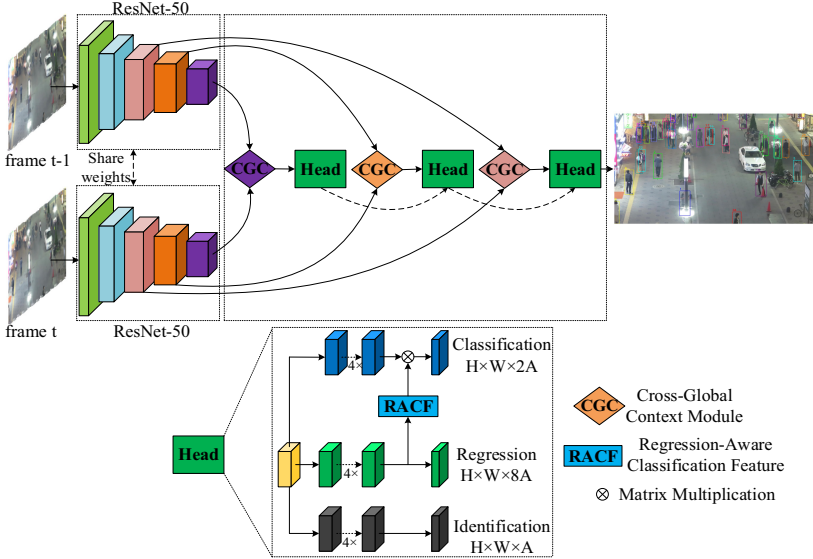 ResNet-50
frame t-1
Share
weights
CGC
Head
CGC
Head
CGC
Head
frame t
ResNet-50
Head
4×
Classification
H×W×2A
RACF
4×
Regression
H×W×8A
4×
Identification
H×W×A
CGC
Cross-Global
Context Module
RACF
Regression-Aware
Classification Feature
Matrix Multiplication